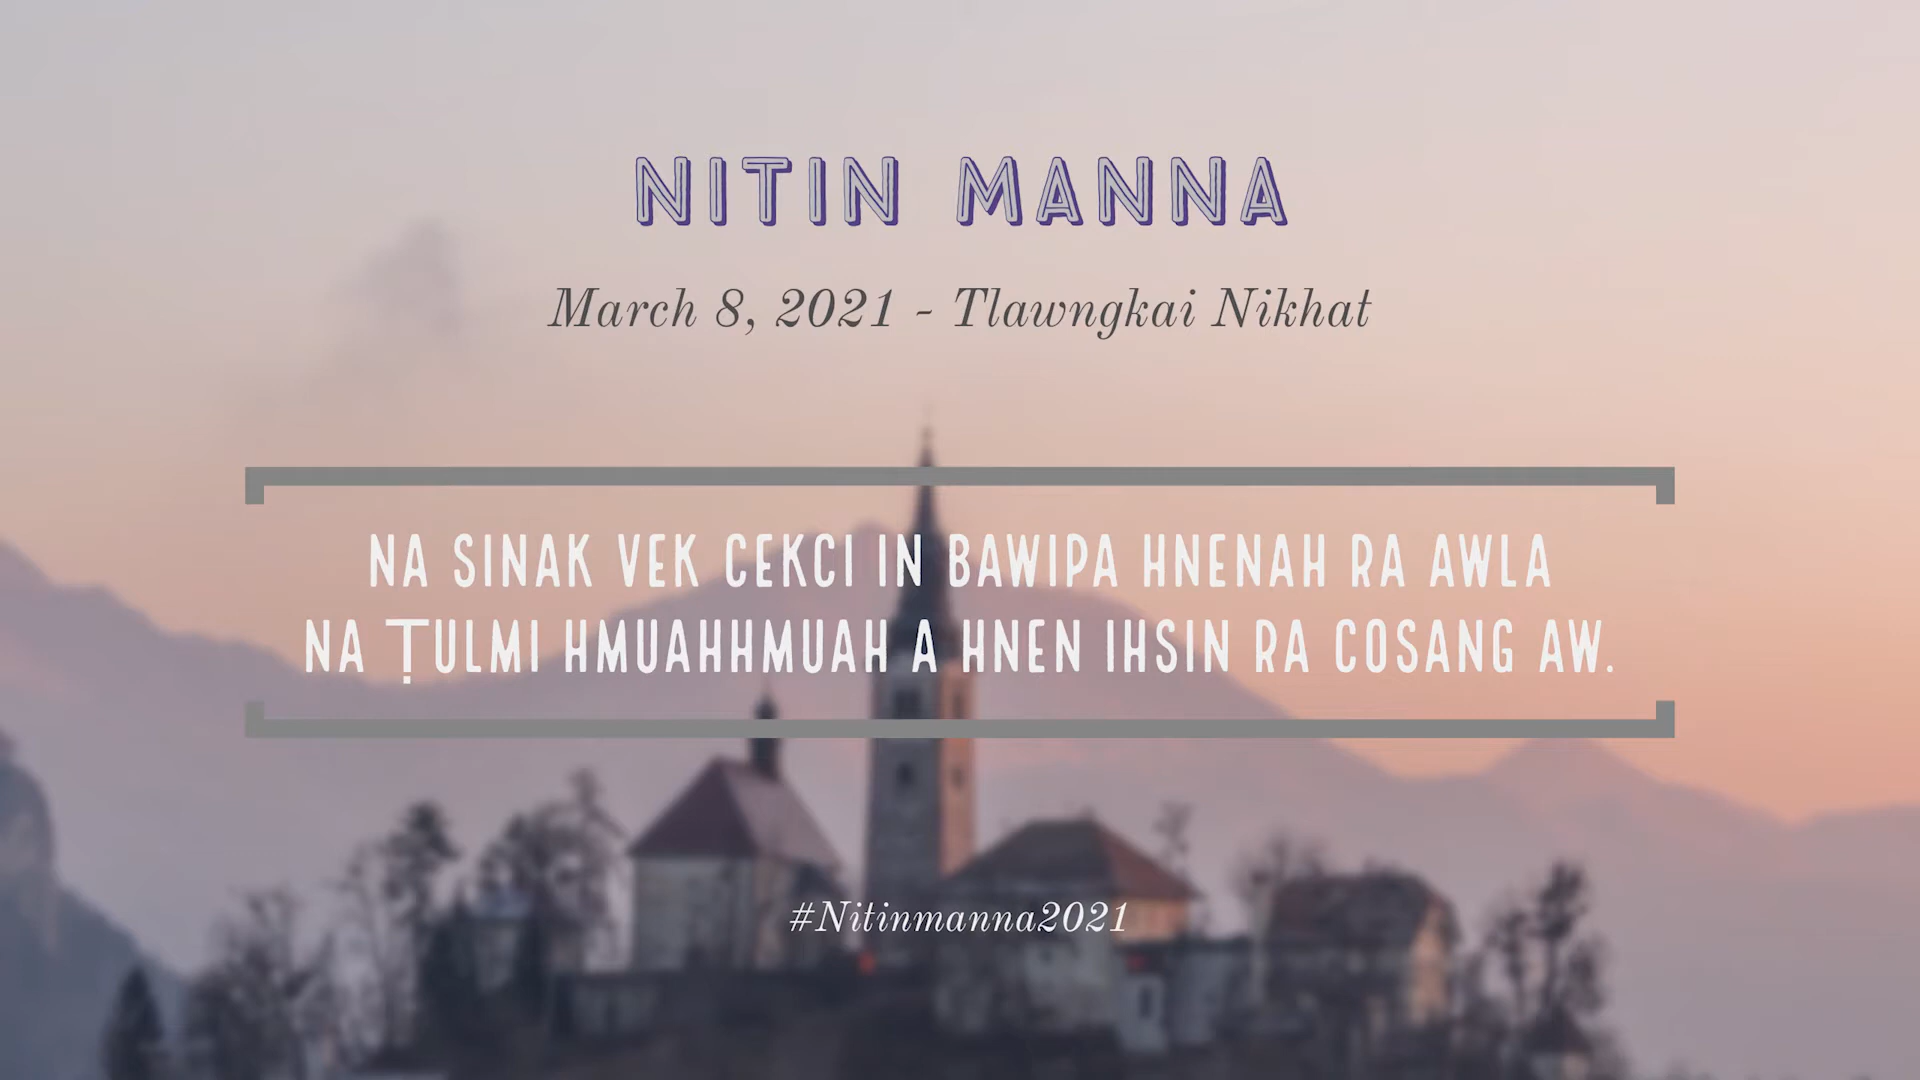 NITIN MANNA
March 8, 2021 - Tlawngkai Nikhat
NA SINAK VEK CEKCI IN BAWIPA HNENAH RA AWLA
NA ṬULMI HMUAHHMUAH A HNEN IHSIN RA COSANG AW.
#Nitinmanna2021